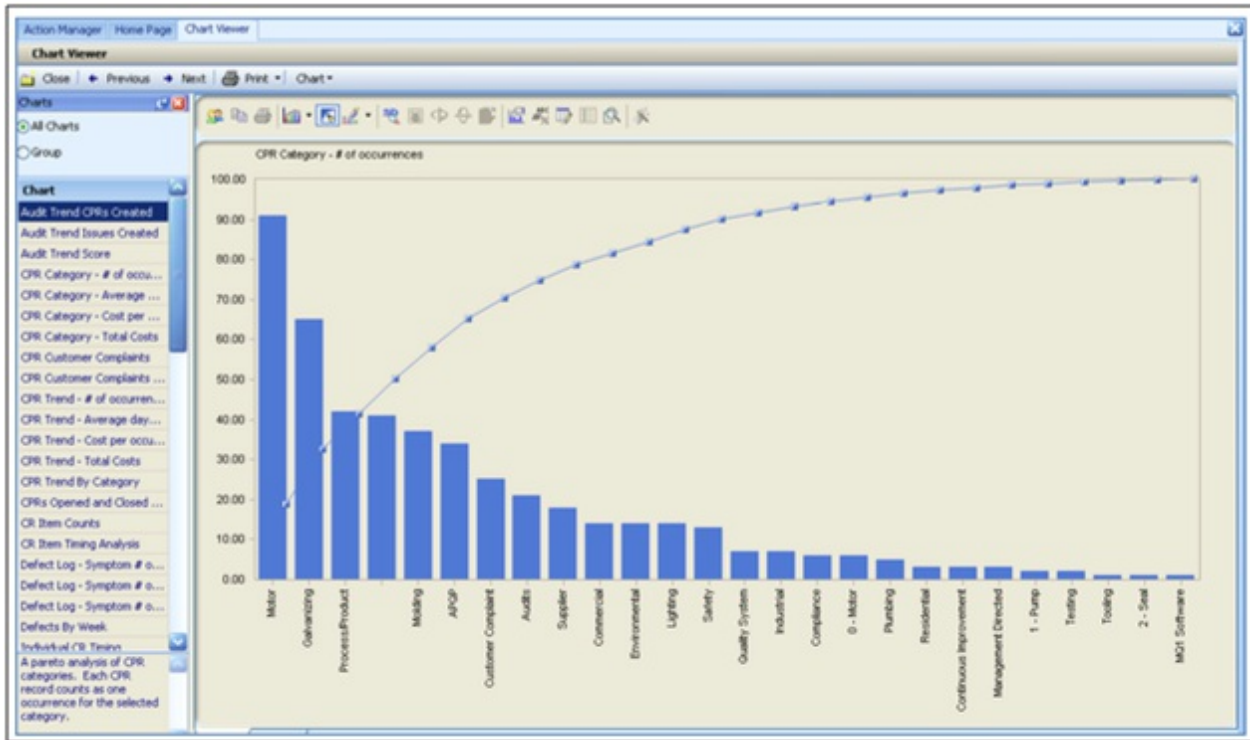 Action Manager Home Page Chart Viewer
Chart Viewer
Close Previous Next Print Chart
Charts
All Charts
Group
Chart
Audit Trend CPRs Created
Audit Trend Issues Created
Audit Trend Score
CPR Category - # of occu...
CPR Category - Average ...
CPR Category - Cost per ...
CPR Category - Total Costs
CPR Customer Complaints
CPR Customer Complaints ...
CPR Trend - # of occurren...
CPR Trend - Average day...
CPR Trend - Cost per occu...
CPR Trend - Total Costs
CPR Trend By Category
CPRs Opened and Closed ...
CR Item Counts
CR Item Timing Analysis
Defect Log - Symptom # o...
Defect Log - Symptom # o...
Defect Log - Symptom # o...
Defects By Week
Individual CR Timing
A pareto analysis of CPR
categories. Each CPR
record counts as one
occurrence for the selected
category.
CPR Category - # of occurrences
100.00
90.00
80.00
70.00
60.00
50.00
40.00
30.00
20.00
10.00
0.00
Motor
Galvanizing
Process/Product
Molding
APQP
Customer Complaint
Audits
Supplier
Commercial
Environmental
Lighting
Safety
Quality System
Industrial
Compliance
0 - Motor
Plumbing
Residential
Continuous Improvement
Management Directed
1 - Pump
Testing
Tooling
2 - Seal
MQ1 Software